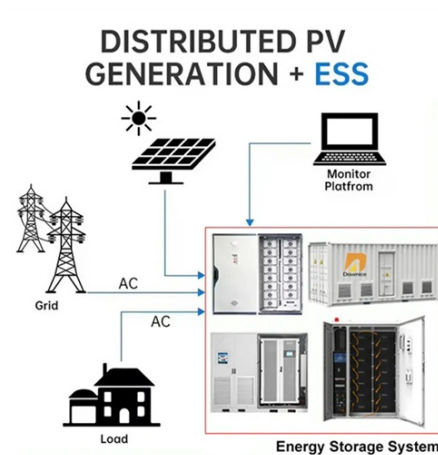 DISTRIBUTED PV
GENERATION + ESS
Monitor
Platfrom
AC
Grid
AC
Load
Energy Storage System